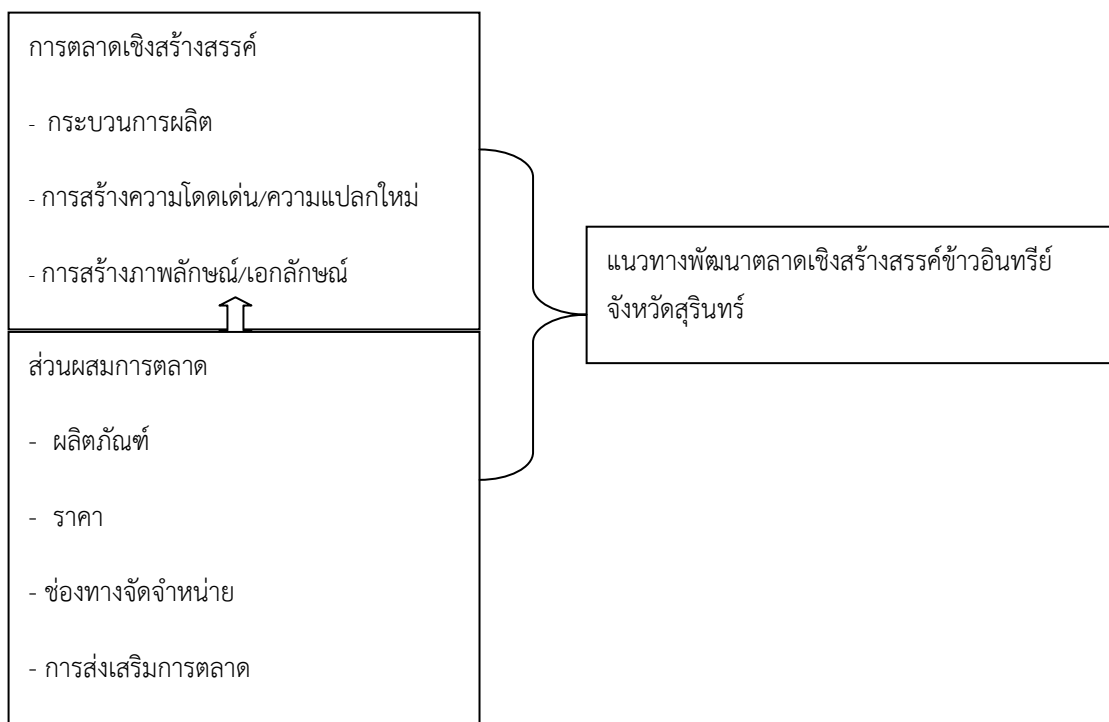 การตลาดเชิงสร้างสรรค์
- กระบวนการผลิต
- การสร้างความโดดเด่น/ความแปลกใหม่
- การสร้างภาพลักษณ์/เอกลักษณ์
ส่วนผสมการตลาด
- ผลิตภัณฑ์
- ราคา
- ช่องทางจัดจำหน่าย
- การส่งเสริมการตลาด
แนวทางพัฒนาตลาดเชิงสร้างสรรค์ข้าวอินทรีย์
จังหวัดสุรินทร์